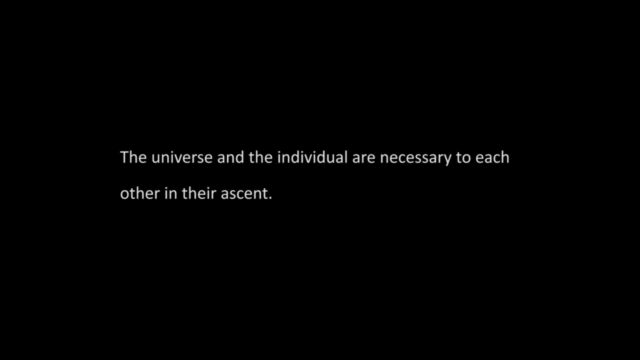 The universe and the individual are necessary to each
other in their ascent.